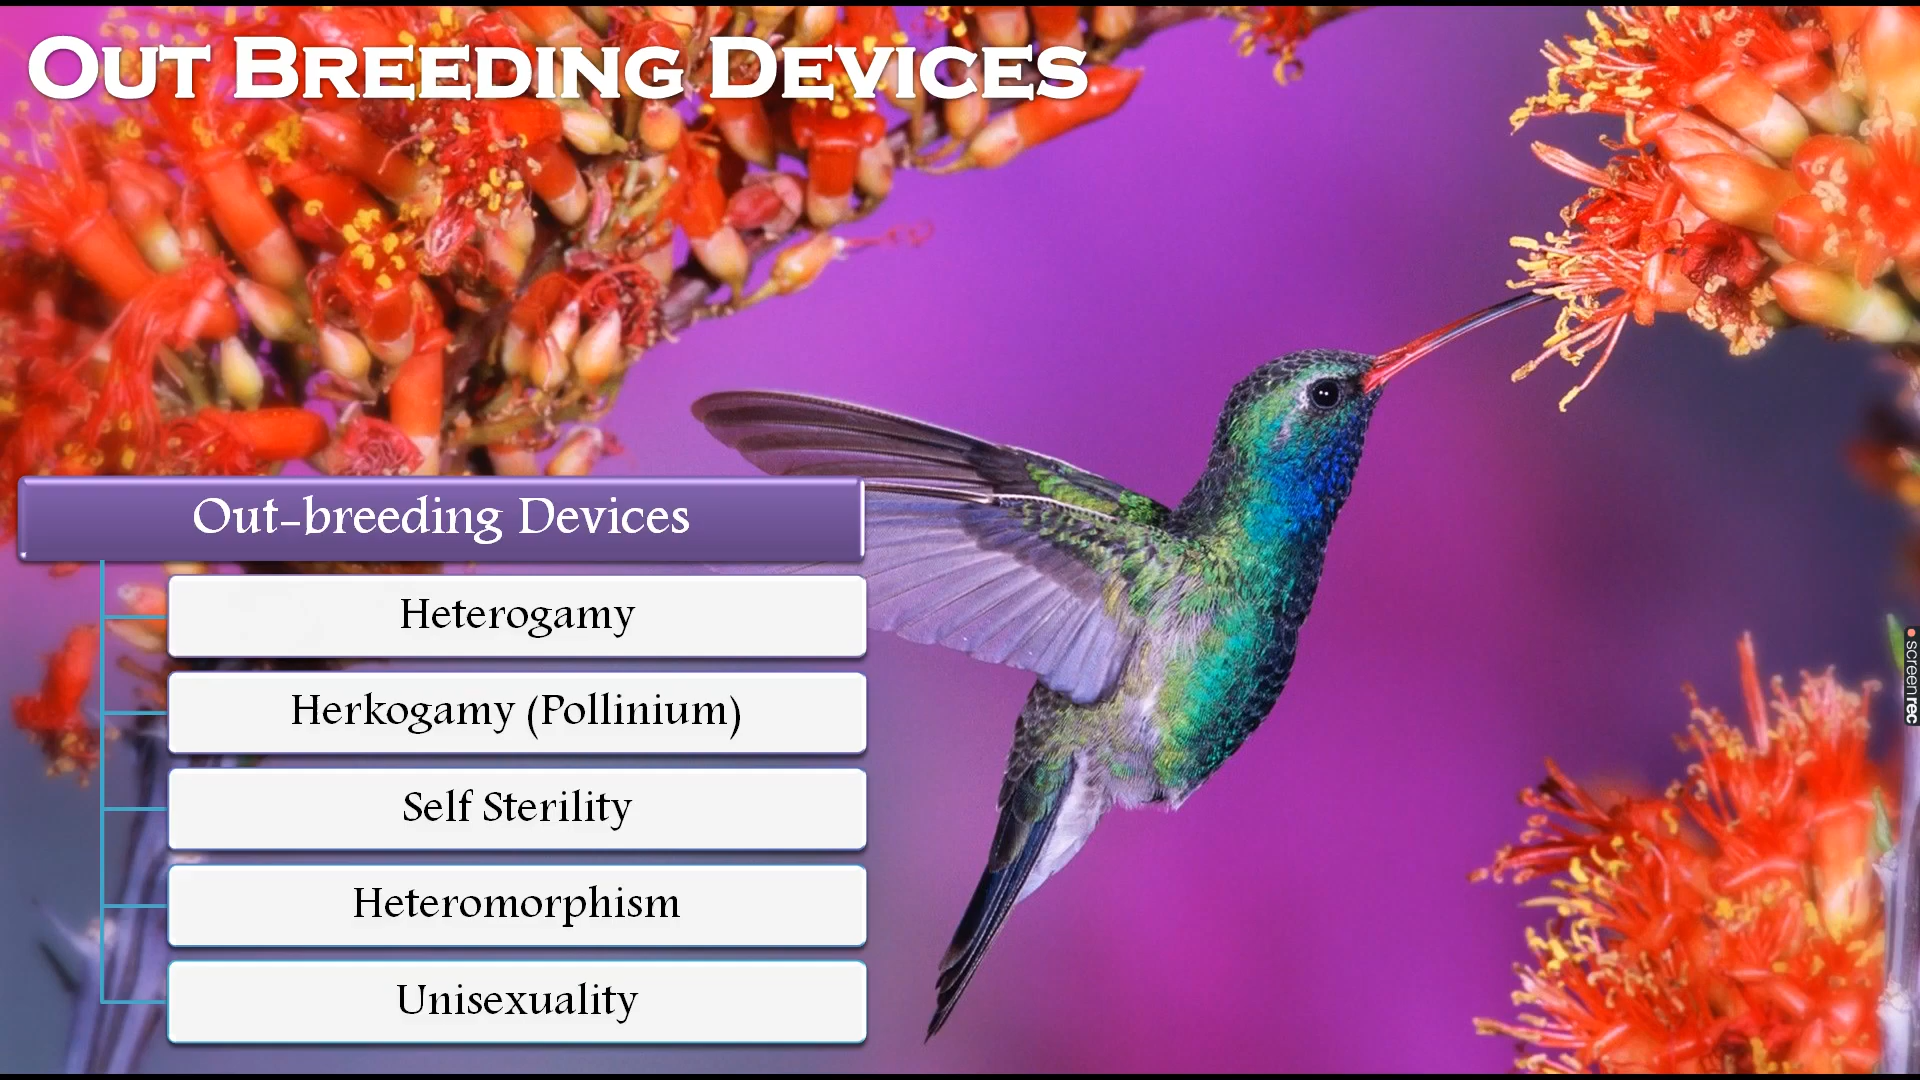 Out Breeding Devices
Out-breeding Devices
Heterogamy
Herkogamy (Pollinium)
Self Sterility
Heteromorphism
Unisexuality
screenrec